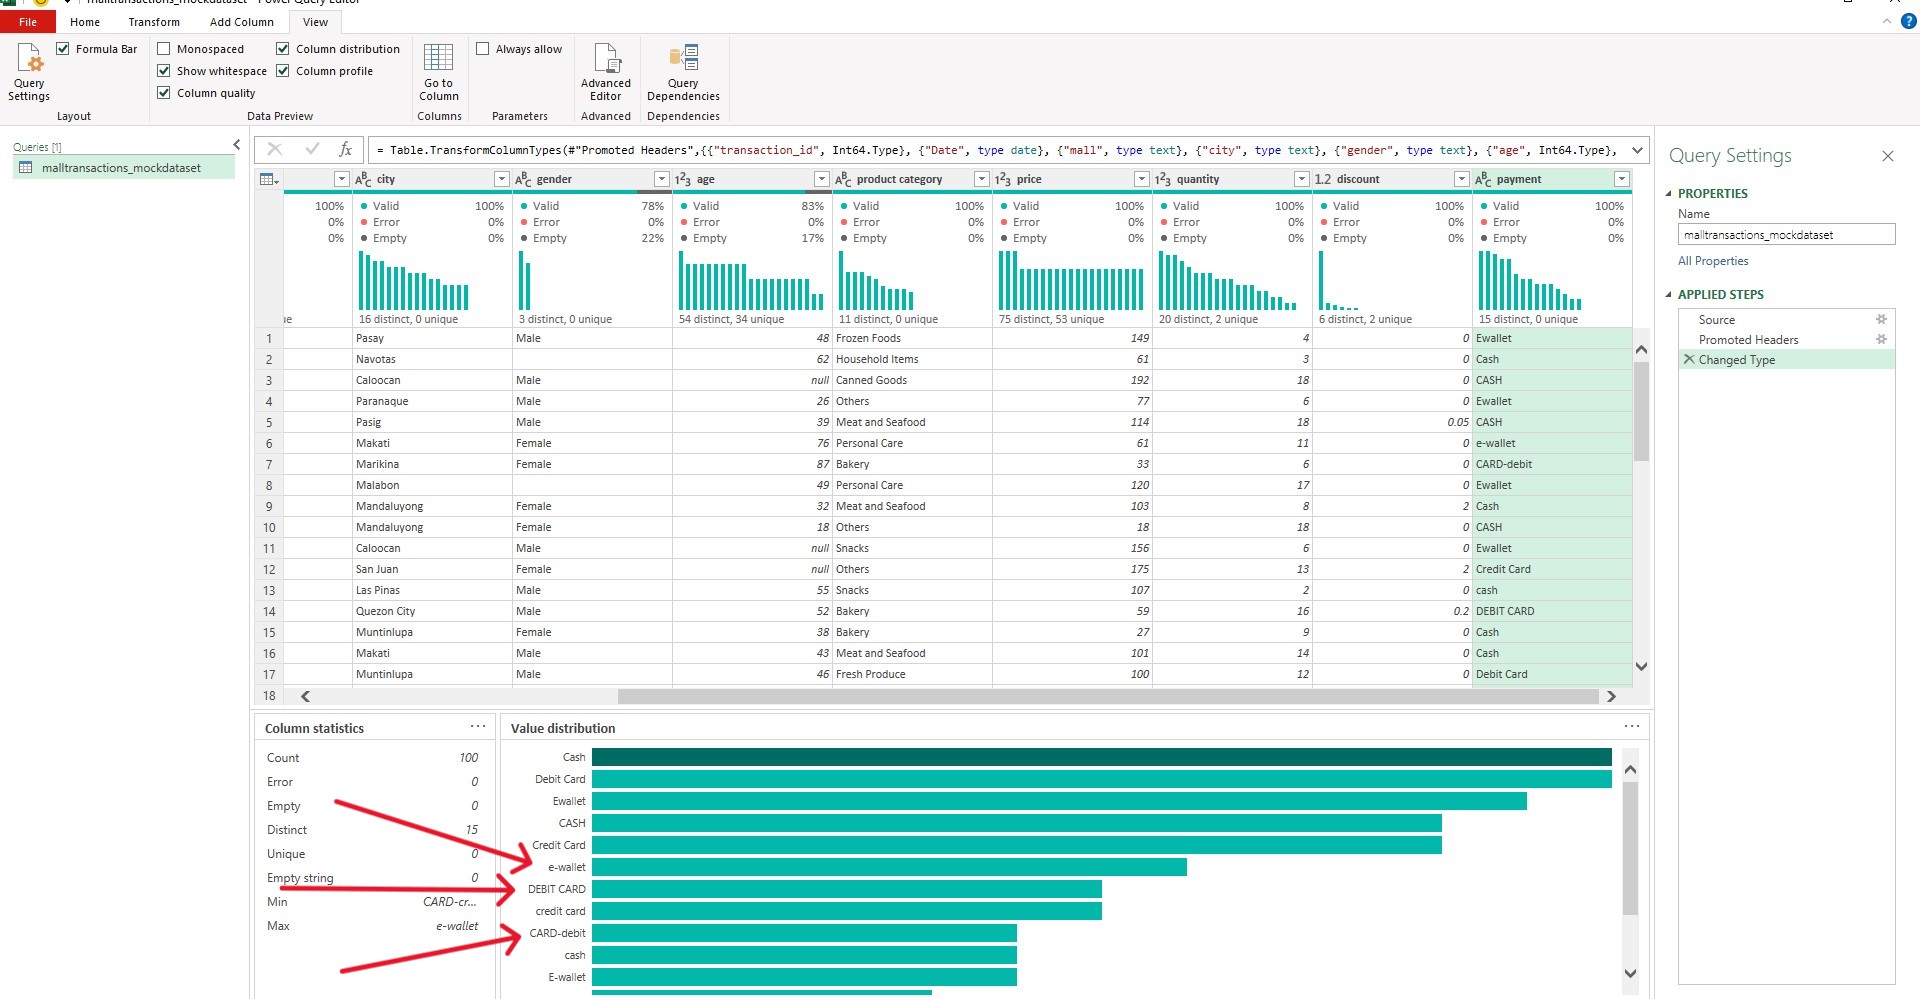 malltransactions_mockdataset - Power Query Editor
File Home Transform Add Column View
Query Settings
Formula Bar
Layout
Monospaced
Show whitespace
Column quality
Column distribution
Column profile
Data Preview
Go to Column
Columns
Always allow
Parameters
Advanced Editor
Advanced
Query Dependencies
Dependencies
Queries [1]
malltransactions_mockdataset
fx = Table.TransformColumnTypes(#"Promoted Headers",{{"transaction_id", Int64.Type}, {"Date", type date}, {"mall", type text}, {"city", type text}, {"gender", type text}, {"age", Int64.Type},
ABC city ABC gender 123 age ABC product category 123 price 123 quantity 1.2 discount ABC payment
100% Valid 100% Valid 78% Valid 83% Valid 100% Valid 100% Valid 100% Valid 100% Valid 100%
0% Error 0% Error 0% Error 0% Error 0% Error 0% Error 0% Error 0% Error 0%
0% Empty 0% Empty 22% Empty 17% Empty 0% Empty 0% Empty 0% Empty 0% Empty 0%
16 distinct, 0 unique 3 distinct, 0 unique 54 distinct, 34 unique 11 distinct, 0 unique 75 distinct, 53 unique 20 distinct, 2 unique 6 distinct, 2 unique 15 distinct, 0 unique
1 Pasay Male 48 Frozen Foods 149 4 0 Ewallet
2 Navotas 62 Household Items 61 3 0 Cash
3 Caloocan Male null Canned Goods 192 18 0 CASH
4 Paranaque Male 26 Others 77 6 0 Ewallet
5 Pasig Male 39 Meat and Seafood 114 18 0.05 CASH
6 Makati Female 76 Personal Care 61 11 0 e-wallet
7 Marikina Female 87 Bakery 33 6 0 CARD-debit
8 Malabon 49 Personal Care 120 17 0 Ewallet
9 Mandaluyong Female 32 Meat and Seafood 103 8 2 Cash
10 Mandaluyong Female 18 Others 18 18 0 CASH
11 Caloocan Male null Snacks 156 6 0 Ewallet
12 San Juan Female null Others 175 13 2 Credit Card
13 Las Pinas Male 55 Snacks 107 2 0 cash
14 Quezon City Male 52 Bakery 59 16 0.2 DEBIT CARD
15 Muntinlupa Female 38 Bakery 27 9 0 Cash
16 Makati Male 43 Meat and Seafood 101 14 0 Cash
17 Muntinlupa Male 46 Fresh Produce 100 12 0 Debit Card
18
Column statistics
Count 100
Error 0
Empty 0
Distinct 15
Unique 0
Empty string 0
Min CARD-cr...
Max e-wallet
Value distribution
Cash
Debit Card
Ewallet
CASH
Credit Card
e-wallet
DEBIT CARD
credit card
CARD-debit
cash
E-wallet
Query Settings
PROPERTIES
Name
malltransactions_mockdataset
All Properties
APPLIED STEPS
Source
Promoted Headers
Changed Type